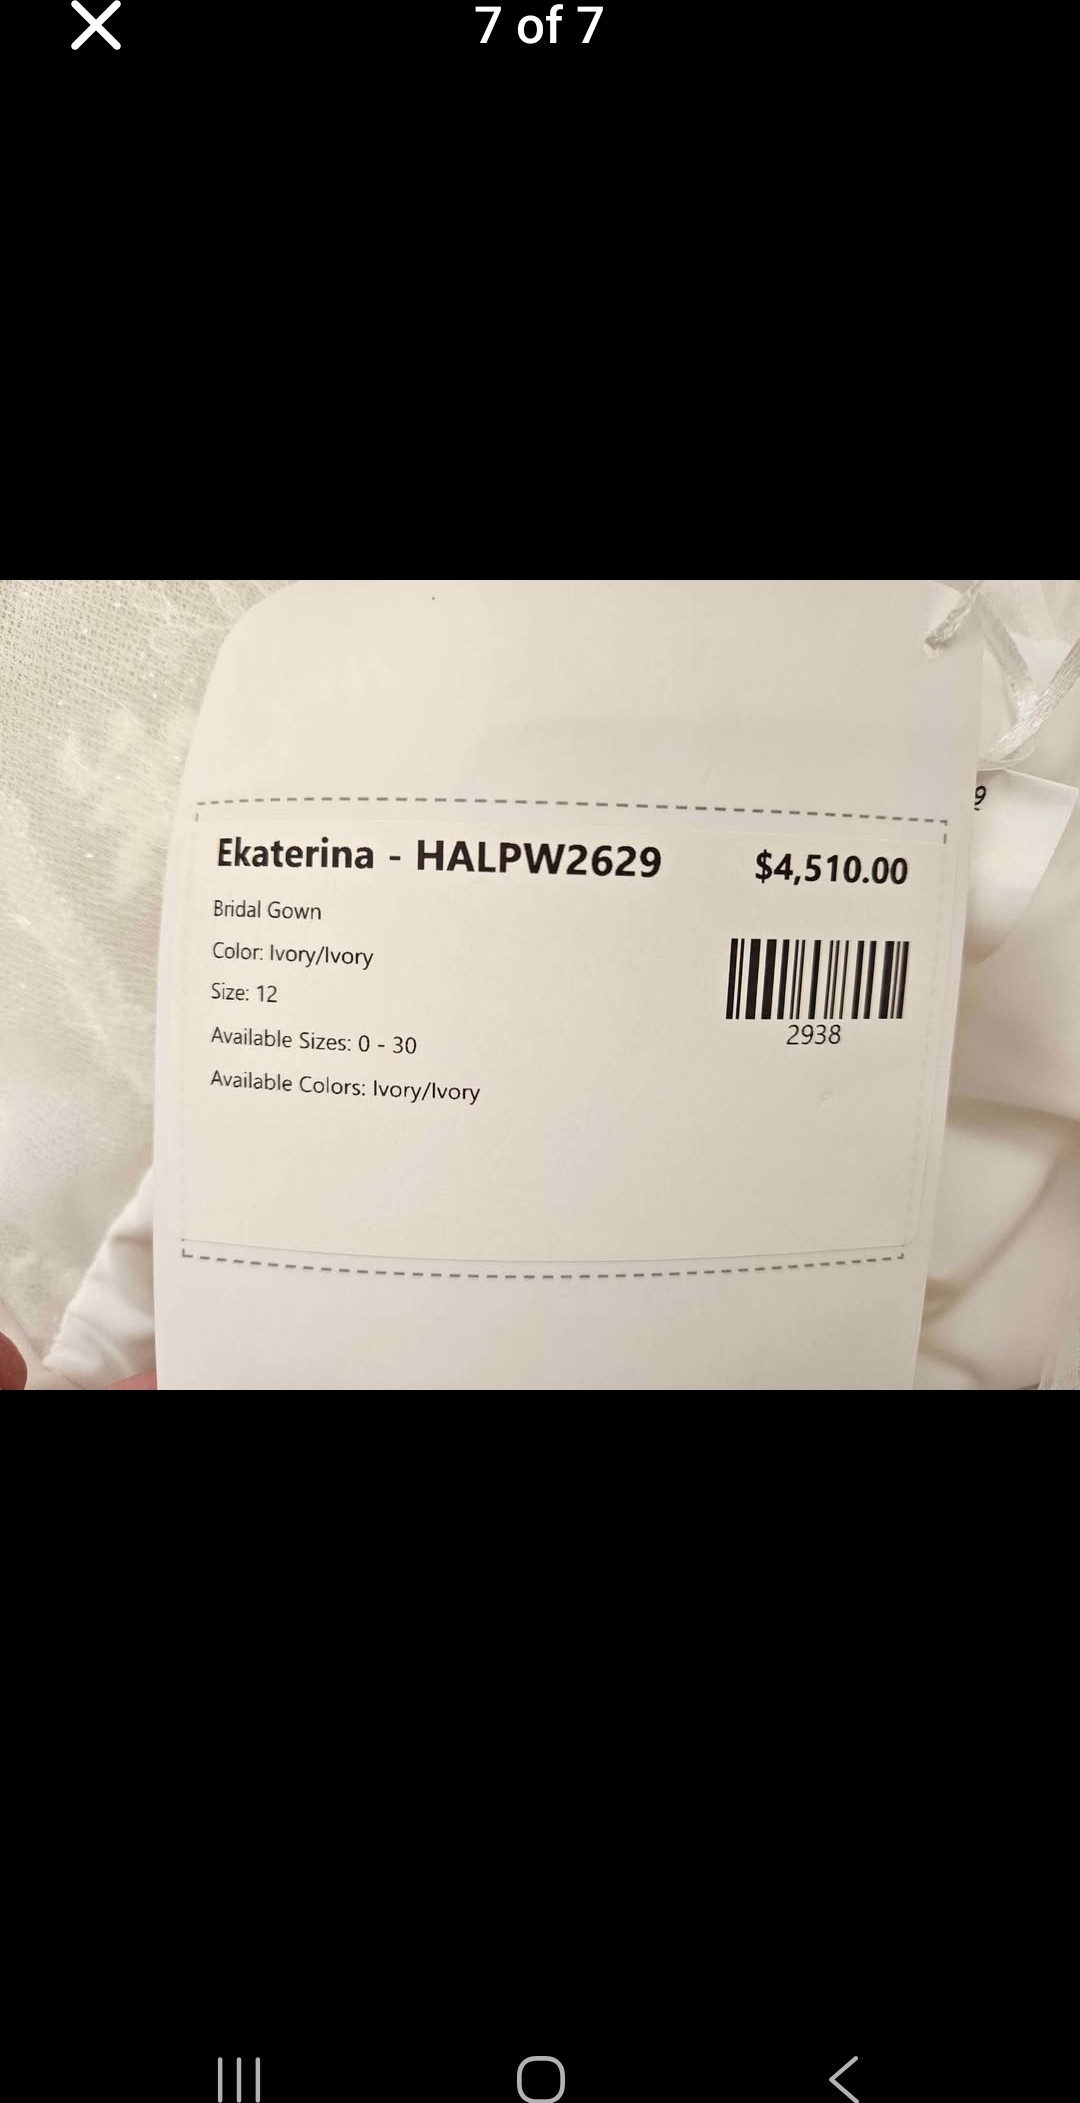 7 of 7
9
Ekaterina - HALPW2629
$4,510.00
Bridal Gown
Color: Ivory/Ivory
Size: 12
2938
Available Sizes: 0 - 30
Available Colors: Ivory/Ivory